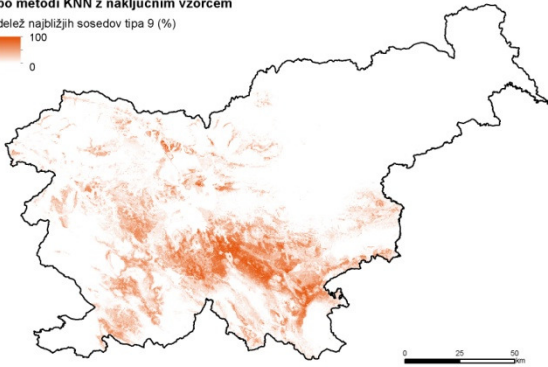 po metodi KNN z naključnim vzorcem
delež najbližjih sosedov tipa 9 (%)
100
0
0 25 50
km